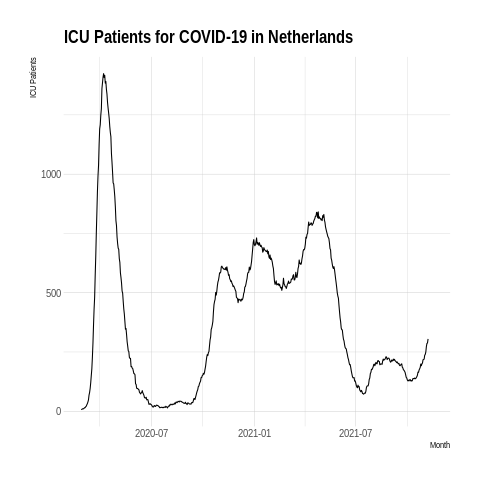 ICU Patients for COVID-19 in Netherlands
ICU Patients
1000
500
0
2020-07
2021-01
2021-07
Month